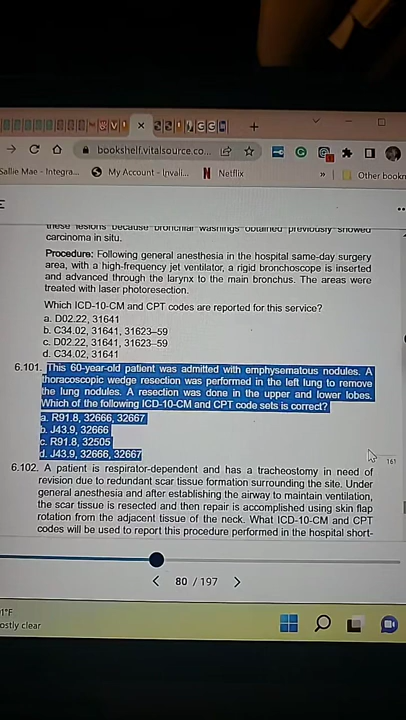 bookshelf.vitalsource.co...
Sallie Mae - Integra...
My Account - Invali...
Netflix
»
Other bookn
these lesions because bronchial washings obtained previously showed
carcinoma in situ.
Procedure: Following general anesthesia in the hospital same-day surgery
area, with a high-frequency jet ventilator, a rigid bronchoscope is inserted
and advanced through the larynx to the main bronchus. The areas were
treated with laser photoresection.
Which ICD-10-CM and CPT codes are reported for this service?
a. D02.22, 31641
b. C34.02, 31641, 31623–59
c. D02.22, 31641, 31623–59
d. C34.02, 31641
6.101. This 60-year-old patient was admitted with emphysematous nodules. A
thoracoscopic wedge resection was performed in the left lung to remove
the lung nodules. A resection was done in the upper and lower lobes.
Which of the following ICD-10-CM and CPT code sets is correct?
a. R91.8, 32666, 32667
b. J43.9, 32666
c. R91.8, 32505
d. J43.9, 32666, 32667
161
6.102. A patient is respirator-dependent and has a tracheostomy in need of
revision due to redundant scar tissue formation surrounding the site. Under
general anesthesia and after establishing the airway to maintain ventilation,
the scar tissue is resected and then repair is accomplished using skin flap
rotation from the adjacent tissue of the neck. What ICD-10-CM and CPT
codes will be used to report this procedure performed in the hospital short-
80 / 197
1°F
ostly clear